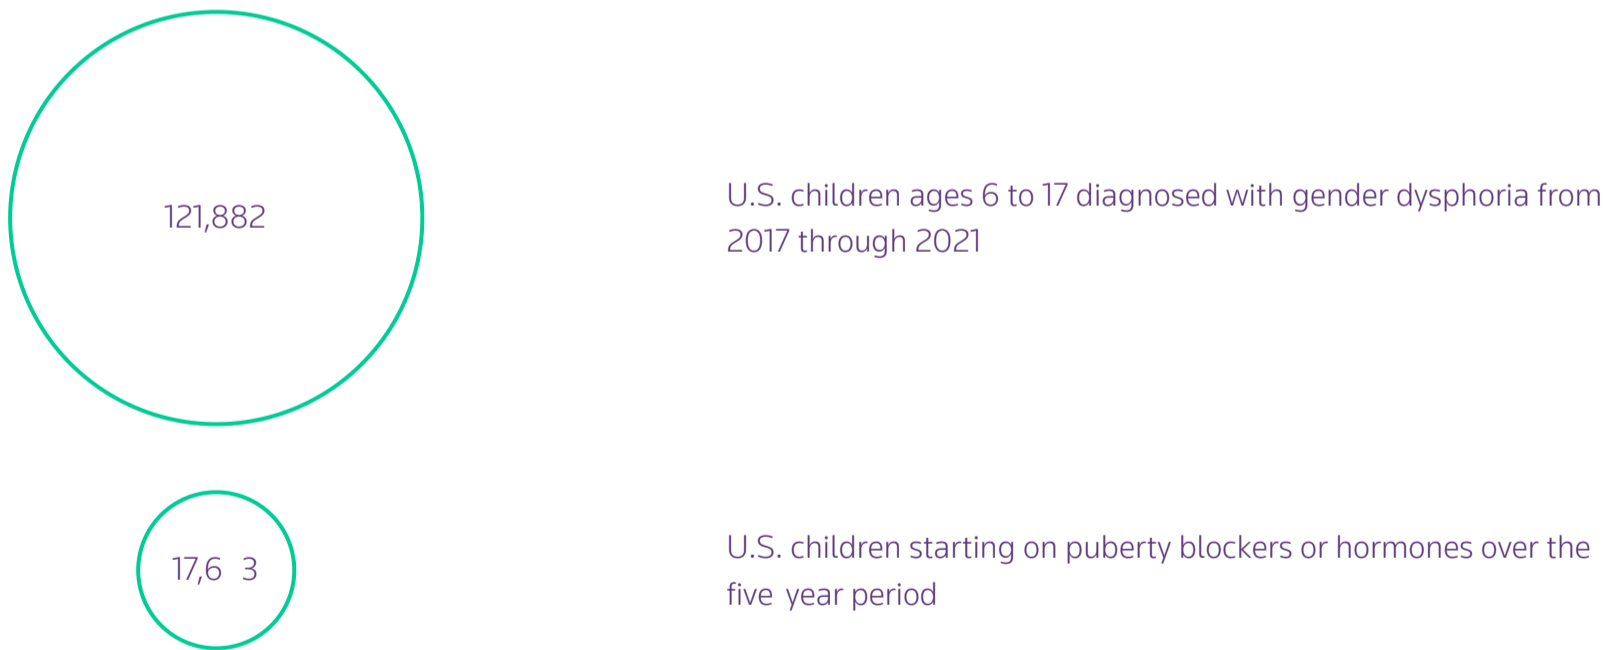 121,882
U.S. children ages 6 to 17 diagnosed with gender dysphoria from
2017 through 2021
17,6 3
U.S. children starting on puberty blockers or hormones over the
five year period